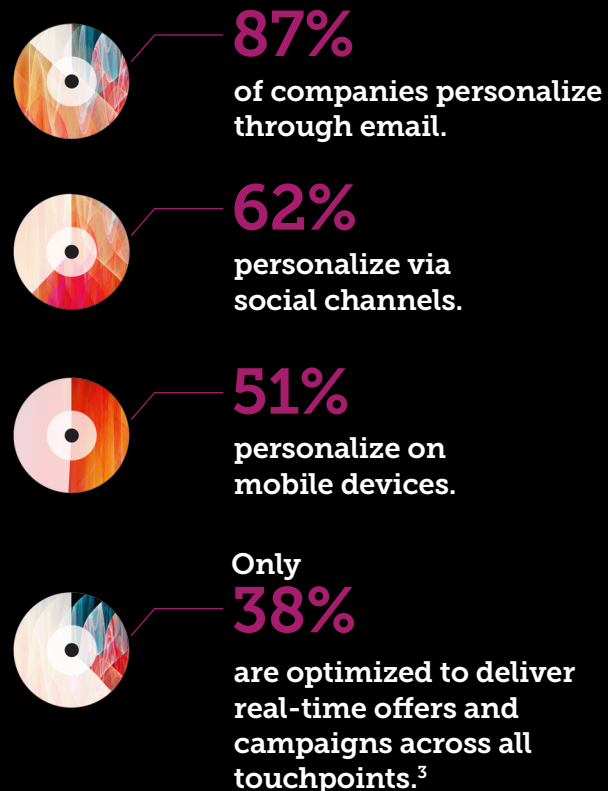 87%
of companies personalize
through email.
62%
personalize via
social channels.
51%
personalize on
mobile devices.
Only
38%
are optimized to deliver
real-time offers and
campaigns across all
touchpoints.³